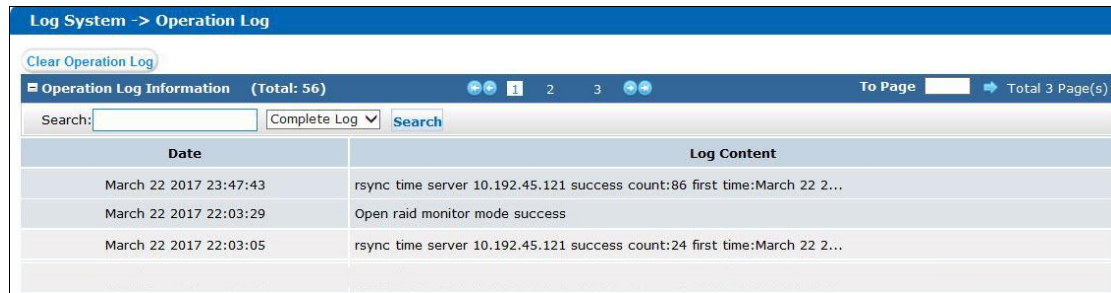 Log System -> Operation Log
Clear Operation Log
Operation Log Information (Total: 56) 1 2 3 To Page Total 3 Page(s)
Search: Complete Log Search
Date Log Content
March 22 2017 23:47:43 rsync time server 10.192.45.121 success count:86 first time:March 22 2...
March 22 2017 22:03:29 Open raid monitor mode success
March 22 2017 22:03:05 rsync time server 10.192.45.121 success count:24 first time:March 22 2...